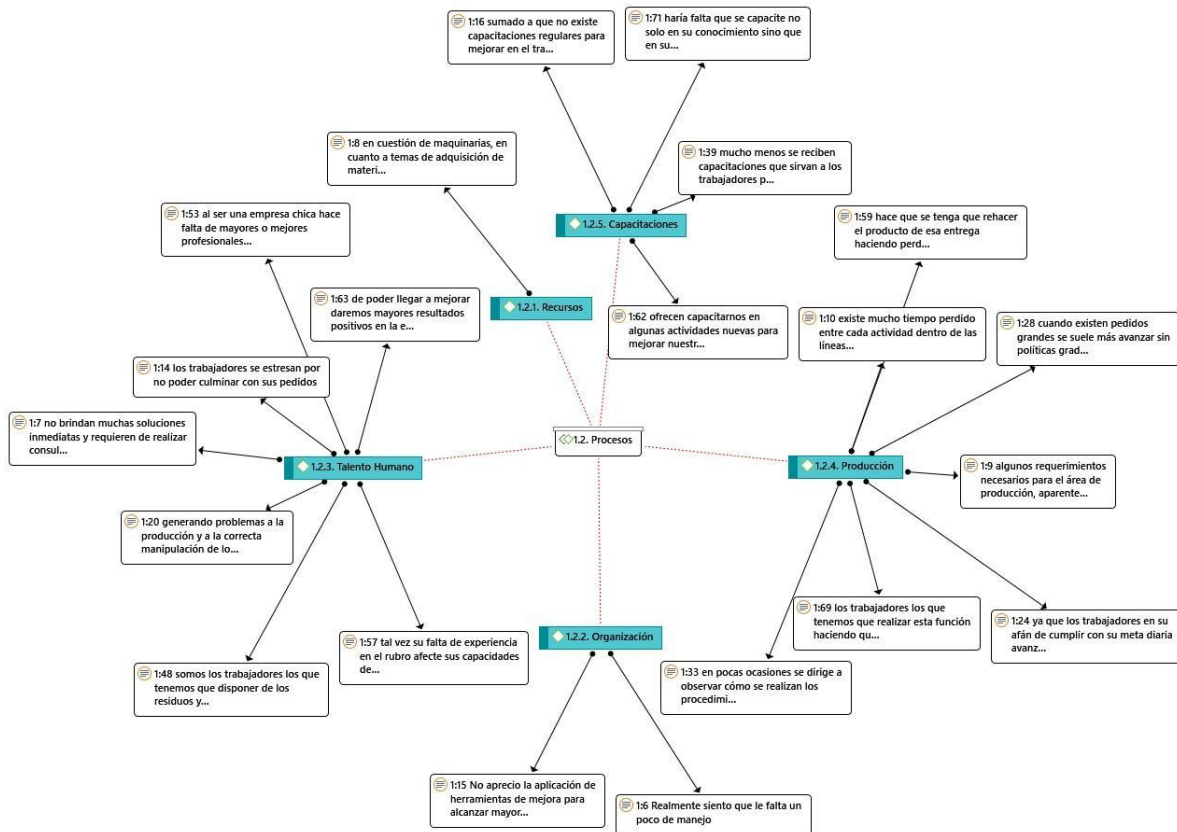 1:16 sumado a que no existe
capacitaciones regulares para
mejorar en el tra...
1:71 haría falta que se capacite no
solo en su conocimiento sino que
en su...
1:8 en cuestión de maquinarias, en
cuanto a temas de adquisición de
materi...
1:39 mucho menos se reciben
capacitaciones que sirvan a los
trabajadores p...
1:53 al ser una empresa chica hace
falta de mayores o mejores
profesionales...
1.2.5. Capacitaciones
1:59 hace que se tenga que rehacer
el producto de esa entrega
haciendo perd...
1:63 de poder llegar a mejorar
daremos mayores resultados
positivos en la e...
1.2.1. Recursos
1:62 ofrecen capacitarnos en
algunas actividades nuevas para
mejorar nuestr...
1:10 existe mucho tiempo perdido
entre cada actividad dentro de las
líneas...
1:28 cuando existen pedidos
grandes se suele más avanzar sin
políticas grad...
1:14 los trabajadores se estresan por
no poder culminar con sus pedidos
1:7 no brindan muchas soluciones
inmediatas y requieren de realizar
consul...
1.2. Procesos
1.2.3. Talento Humano
1.2.4. Producción
1:9 algunos requerimientos
necesarios para el área de
producción, aparente...
1:20 generando problemas a la
producción y a la correcta
manipulación de lo...
1:69 los trabajadores los que
tenemos que realizar esta función
haciendo qu...
1:24 ya que los trabajadores en su
afán de cumplir con su meta diaria
avanz...
1.2.2. Organización
1:57 tal vez su falta de experiencia
en el rubro afecte sus capacidades
de...
1:48 somos los trabajadores los que
tenemos que disponer de los
residuos y...
1:33 en pocas ocasiones se dirige a
observar cómo se realizan los
procedimi...
1:15 No aprecio la aplicación de
herramientas de mejora para
alcanzar mayor...
1:6 Realmente siento que le falta un
poco de manejo